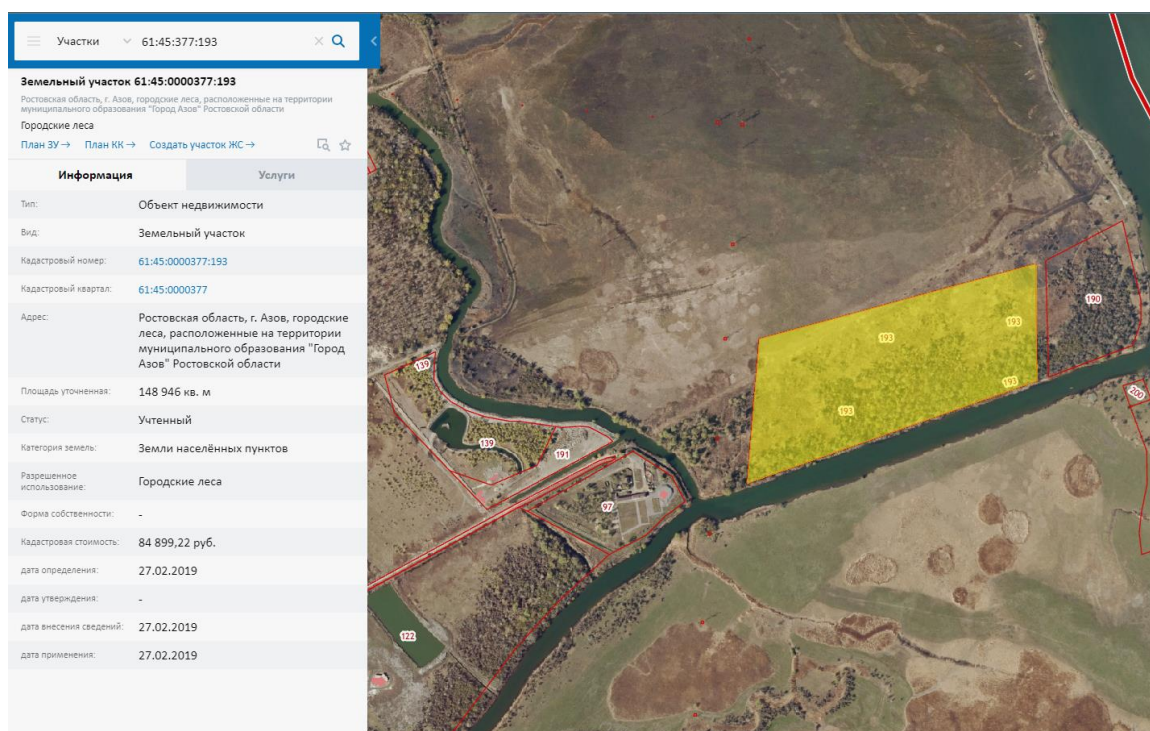 Участки 61:45:377:193
Земельный участок 61:45:0000377:193
Ростовская область, г. Азов, городские леса, расположенные на территории
муниципального образования "Город Азов" Ростовской области
Городские леса
План ЗУ → План КК → Создать участок ЖС →
Информация Услуги
Тип: Объект недвижимости
Вид: Земельный участок
Кадастровый номер: 61:45:0000377:193
Кадастровый квартал: 61:45:0000377
Адрес: Ростовская область, г. Азов, городские
леса, расположенные на территории
муниципального образования "Город
Азов" Ростовской области
Площадь уточненная: 148 946 кв. м
Статус: Учтенный
Категория земель: Земли населённых пунктов
Разрешенное
использование: Городские леса
Форма собственности: -
Кадастровая стоимость: 84 899,22 руб.
дата определения: 27.02.2019
дата утверждения: -
дата внесения сведений: 27.02.2019
дата применения: 27.02.2019
190
193
193
139
193
200
193
139
191
97
122